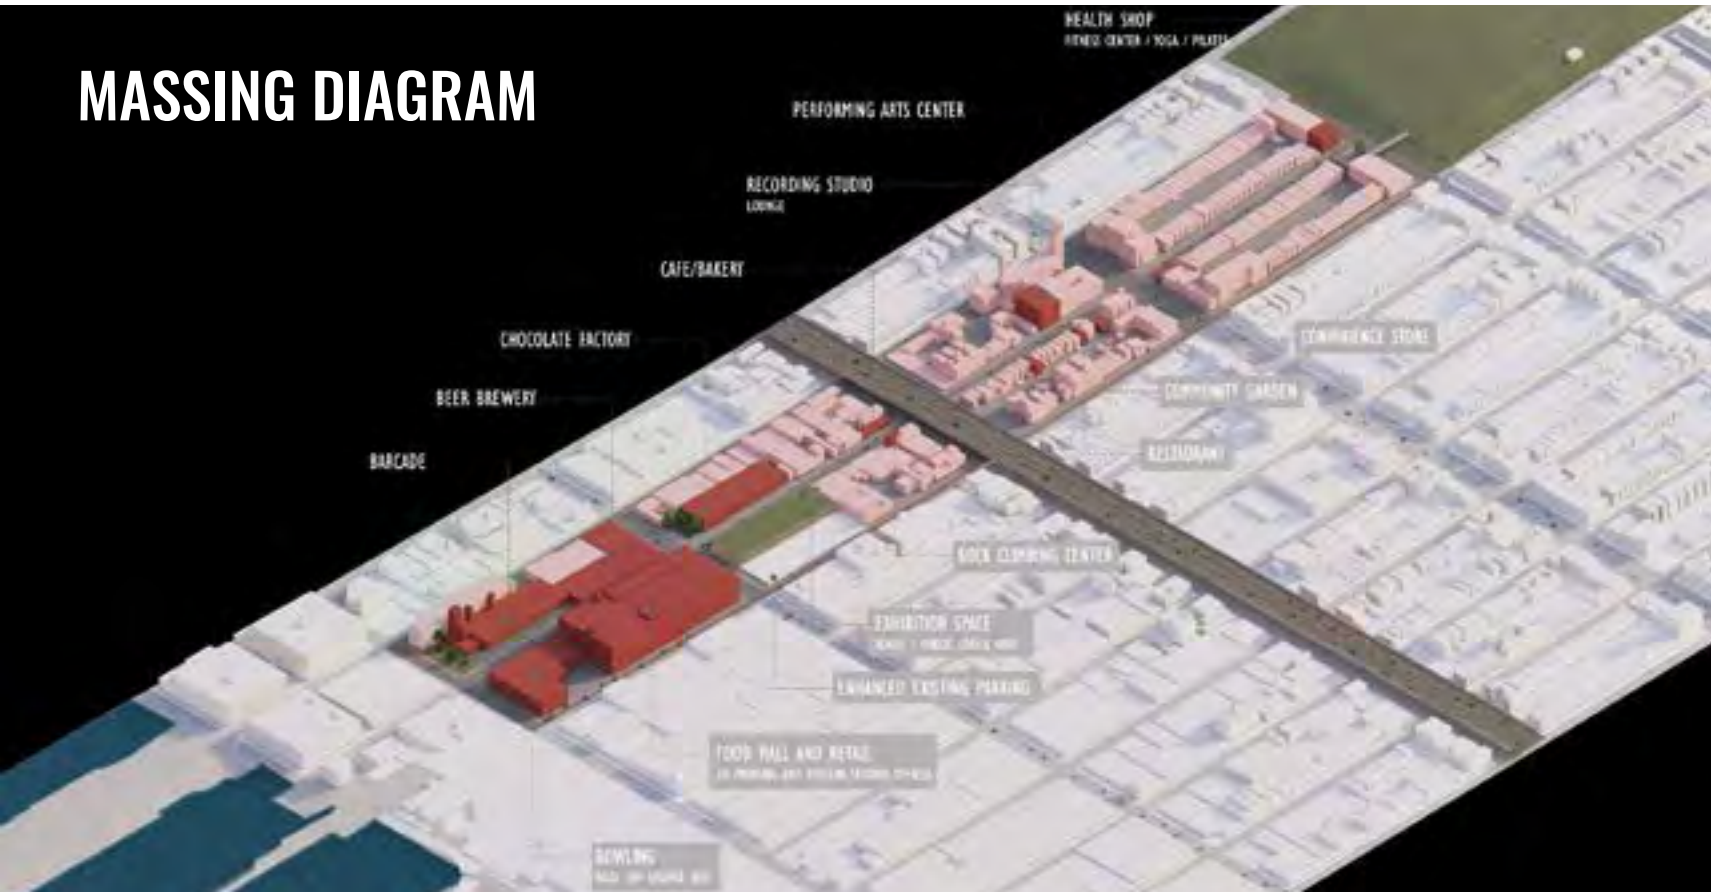 MASSING DIAGRAM
HEALTH SHOP
FITNESS CENTER / YOGA / PILATES
PERFORMING ARTS CENTER
RECORDING STUDIO
LOUNGE
CAFE/BAKERY
CHOCOLATE FACTORY
BEER BREWERY
BARCADE
CONVENIENCE STORE
COMMUNITY GARDEN
RESTAURANT
ROCK CLIMBING CENTER
EXHIBITION SPACE
ENHANCED EXISTING PARKING
FOOD HALL AND RETAIL
BOWLING